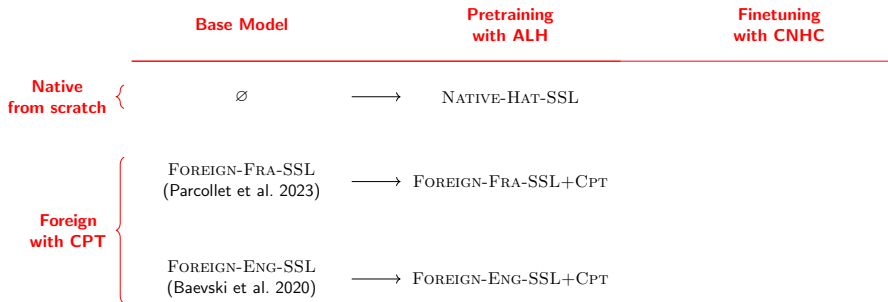 Base Model
Pretraining
with ALH
Finetuning
with CNHC
Native
from scratch
∅
NATIVE-HAT-SSL
Foreign
with CPT
FOREIGN-FRA-SSL
(Parcollet et al. 2023)
FOREIGN-FRA-SSL+CPT
FOREIGN-ENG-SSL
(Baevski et al. 2020)
FOREIGN-ENG-SSL+CPT